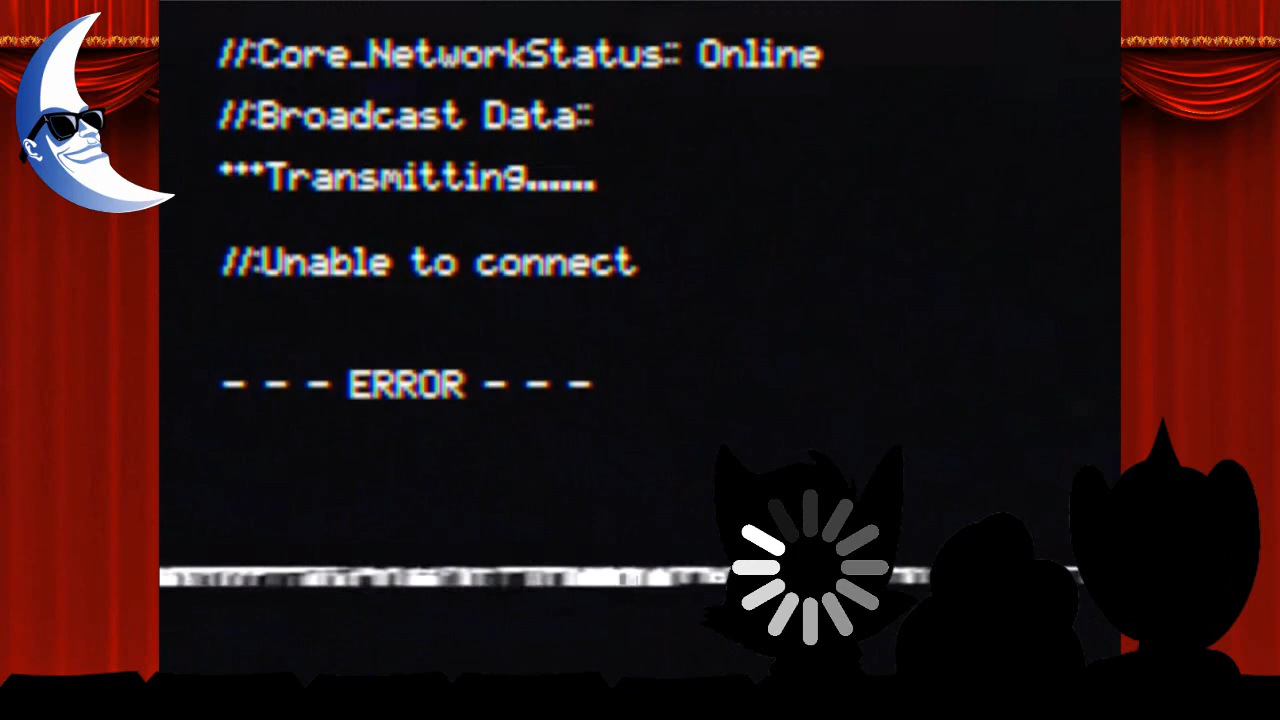 //:Core_NetworkStatus:: Online
//:Broadcast Data::
***Transmitting......
//:Unable to connect
- - - ERROR - - -